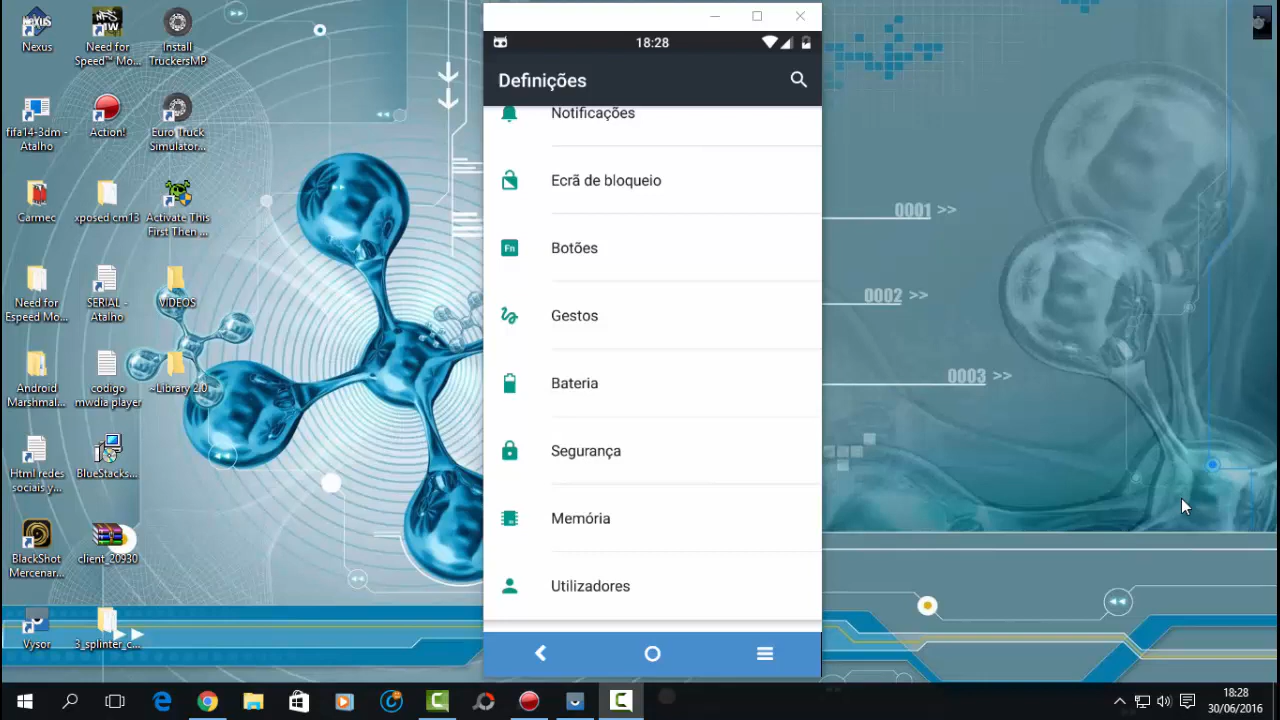 Nexus
Need for
Speed™ Mo...
Install
TruckersMP
fifa14-3dm -
Atalho
Action!
Euro Truck
Simulator...
Carmec
xposed cm13
Activate This
First Then ...
Need for
Espeed Mo...
SERIAL -
Atalho
VIDEOS
Android
Marshmal...
codigo
mwdia player
~Library 2.0
Html redes
sociais y...
BlueStacks...
BlackShot
Mercenar...
client_20930
Vysor
3_splinter_c...
18:28
Definições
Notificações
Ecrã de bloqueio
Fn
Botões
Gestos
Bateria
Segurança
Memória
Utilizadores
0001 >>
0002 >>
0003 >>
18:28
30/06/2016